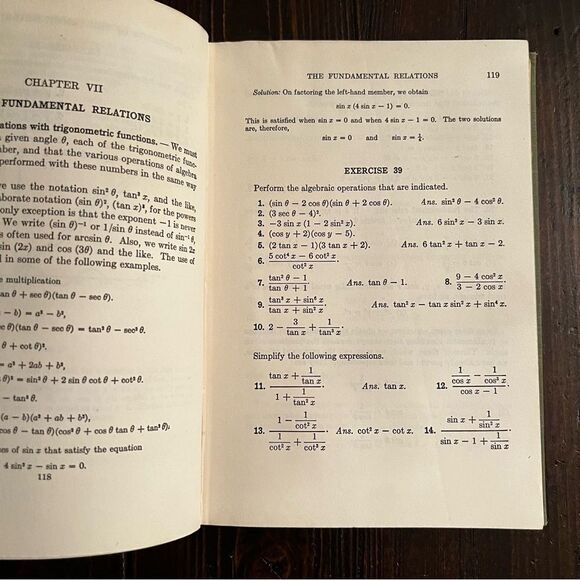 CHAPTER VII
FUNDAMENTAL RELATIONS
ations with trigonometric functions. — We must
given angle θ, each of the trigonometric func-
ber, and that the various operations of algebra
performed with these numbers in the same way
we use the notation sin² θ, tan³ x, and the like,
aborate notation (sin θ)², (tan x)³, for the powers
only exception is that the exponent −1 is never
We write (sin θ)⁻¹ or 1/sin θ instead of sin⁻¹ θ,
s often used for arcsin θ. Also, we write sin 2x
sin (2x) and cos (3θ) and the like. The use of
d in some of the following examples.
e multiplication
an θ + sec θ)(tan θ − sec θ).
− b) = a² − b²,
ec θ)(tan θ − sec θ) = tan² θ − sec² θ.
θ + cot θ)².
= a² + 2ab + b²,
θ)² = sin² θ + 2 sin θ cot θ + cot² θ.
− tan³ θ.
(a − b)(a² + ab + b²),
cos θ − tan θ)(cos² θ + cos θ tan θ + tan² θ).
es of sin x that satisfy the equation
4 sin² x − sin x = 0.
118
THE FUNDAMENTAL RELATIONS 119
Solution: On factoring the left-hand member, we obtain
sin x (4 sin x − 1) = 0.
This is satisfied when sin x = 0 and when 4 sin x − 1 = 0. The two solutions
are, therefore,
sin x = 0 and sin x = ¼.
EXERCISE 39
Perform the algebraic operations that are indicated.
1. (sin θ − 2 cos θ)(sin θ + 2 cos θ). Ans. sin² θ − 4 cos² θ.
2. (3 sec θ − 4)².
3. −3 sin x (1 − 2 sin² x). Ans. 6 sin³ x − 3 sin x.
4. (cos y + 2)(cos y − 5).
5. (2 tan x − 1)(3 tan x + 2). Ans. 6 tan² x + tan x − 2.
6. (5 cot⁴ x − 6 cot² x)/(cot² x).
7. (tan² θ − 1)/(tan θ + 1). Ans. tan θ − 1. 8. (9 − 4 cos² x)/(3 − 2 cos x).
9. (tan³ x + sin⁶ x)/(tan x + sin² x). Ans. tan² x − tan x sin² x + sin⁴ x.
10. 2 − 3/(tan x) + 1/(tan² x).
Simplify the following expressions.
11. (tan x + 1/(tan x))/(1 + 1/(tan² x)). Ans. tan x. 12. (1/(cos x) − 1/(cos² x))/(cos x − 1).
13. (1 − 1/(cot² x))/(1/(cot² x) + 1/(cot³ x)). Ans. cot² x − cot x. 14. (sin x + 1/(sin² x))/(sin x − 1 + 1/(sin x)).